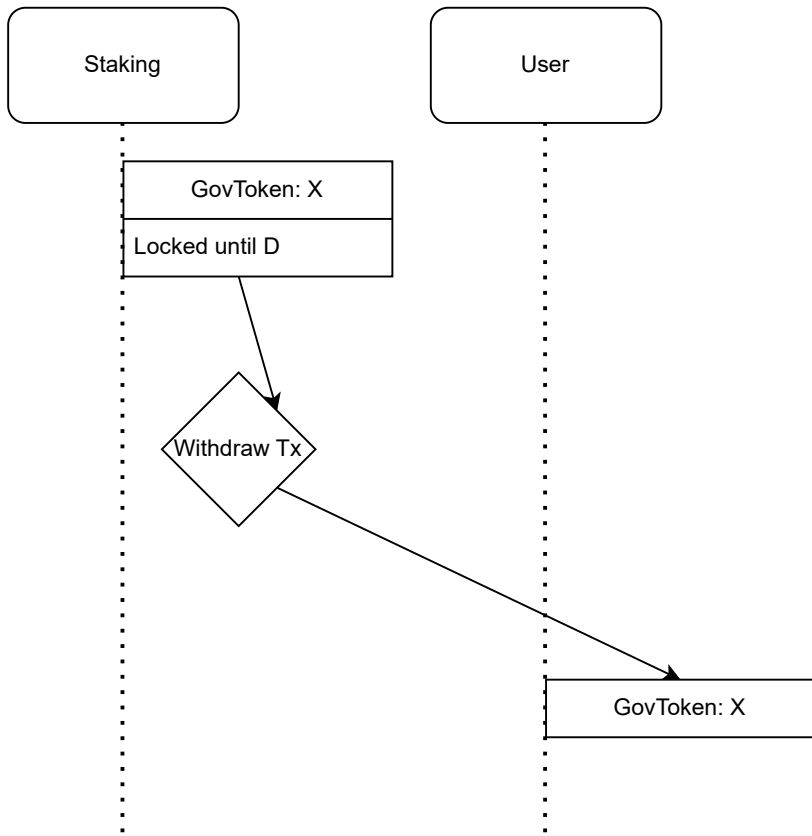 Staking
User
GovToken: X
Locked until D
Withdraw Tx
GovToken: X